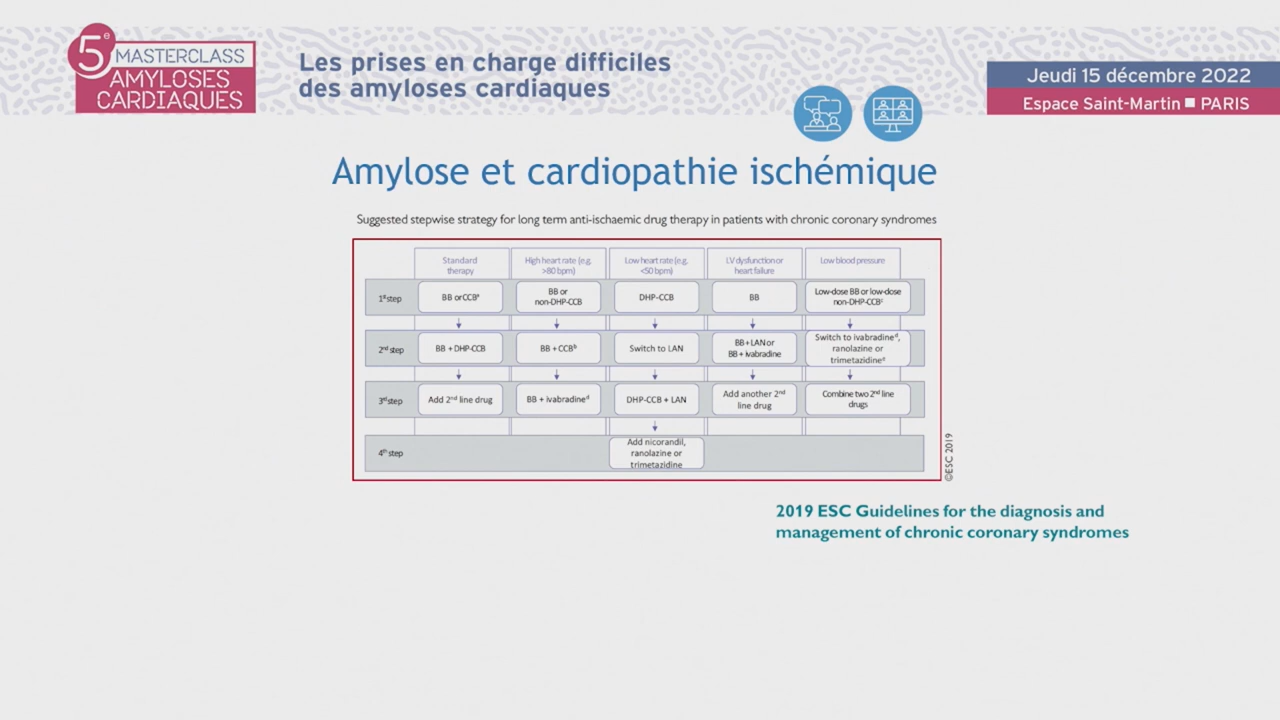 5e MASTERCLASS
AMYLOSES
CARDIAQUES
Les prises en charge difficiles
des amyloses cardiaques
Jeudi 15 décembre 2022
Espace Saint-Martin ■ PARIS
Amylose et cardiopathie ischémique
Suggested stepwise strategy for long term anti-ischaemic drug therapy in patients with chronic coronary syndromes
Standard
therapy
High heart rate (e.g.
>80 bpm)
Low heart rate (e.g.
<50 bpm)
LV dysfunction or
heart failure
Low blood pressure
1st step
BB or CCBa
BB or
non-DHP-CCB
DHP-CCB
BB
Low-dose BB or low-dose
non-DHP-CCBc
2nd step
BB + DHP-CCB
BB + CCBb
Switch to LAN
BB + LAN or
BB + ivabradine
Switch to ivabradined,
ranolazine or
trimetazidinee
3rd step
Add 2nd line drug
BB + ivabradined
DHP-CCB + LAN
Add another 2nd
line drug
Combine two 2nd line
drugs
4th step
Add nicorandil,
ranolazine or
trimetazidine
©ESC 2019
2019 ESC Guidelines for the diagnosis and
management of chronic coronary syndromes